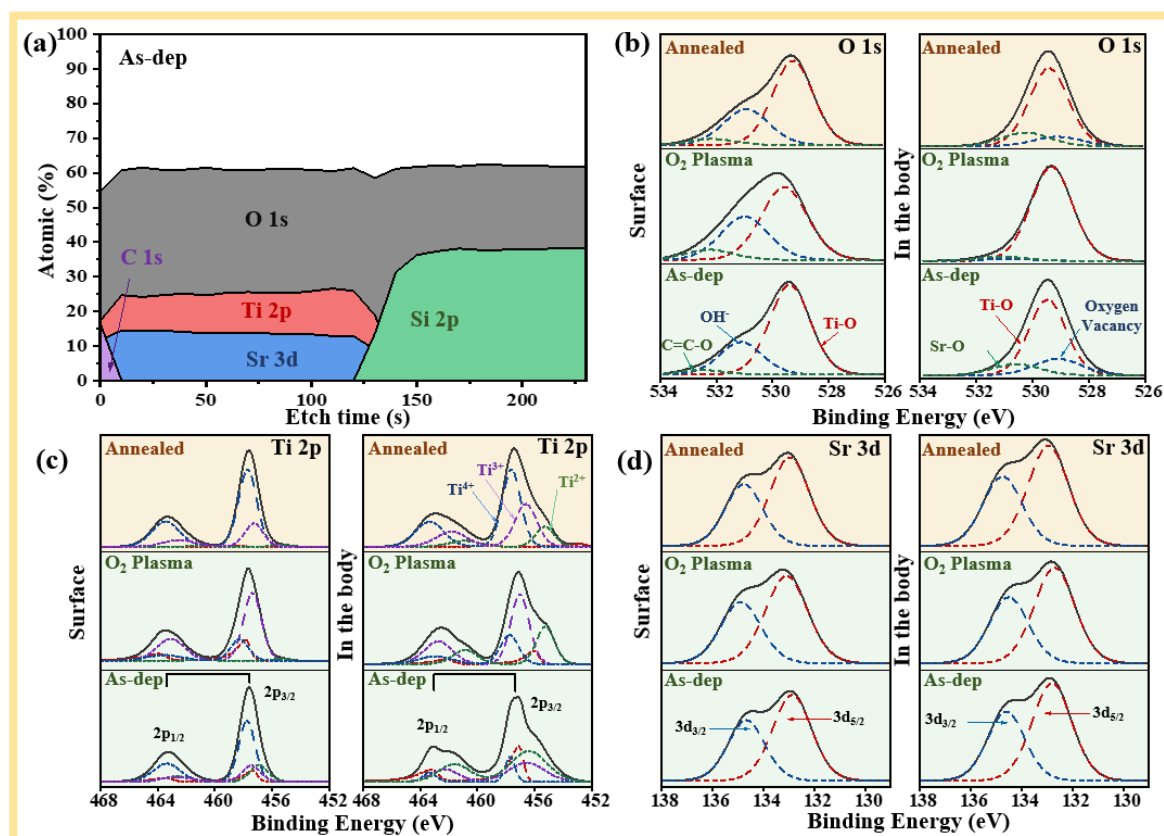 (a)
As-dep
100
90
80
70
60
50
40
30
20
10
0
Atomic (%)
O 1s
C 1s
Ti 2p
Sr 3d
Si 2p
0 50 100 150 200
Etch time (s)
(b)
Annealed O 1s
O₂ Plasma
As-dep
OH⁻
Ti-O
C=C-O
Surface
534 532 530 528 526
Annealed O 1s
O₂ Plasma
As-dep
Ti-O
Oxygen
Vacancy
Sr-O
In the body
534 532 530 528 526
Binding Energy (eV)
(c)
Annealed Ti 2p
O₂ Plasma
As-dep
2p₃/₂
2p₁/₂
Surface
468 464 460 456 452
Annealed Ti 2p
Ti³⁺
Ti⁴⁺ Ti²⁺
O₂ Plasma
As-dep
2p₁/₂ 2p₃/₂
In the body
468 464 460 456 452
Binding Energy (eV)
(d)
Annealed Sr 3d
O₂ Plasma
As-dep
3d₃/₂ 3d₅/₂
Surface
138 136 134 132 130
Annealed Sr 3d
O₂ Plasma
As-dep
3d₃/₂ 3d₅/₂
In the body
138 136 134 132 130
Binding Energy (eV)